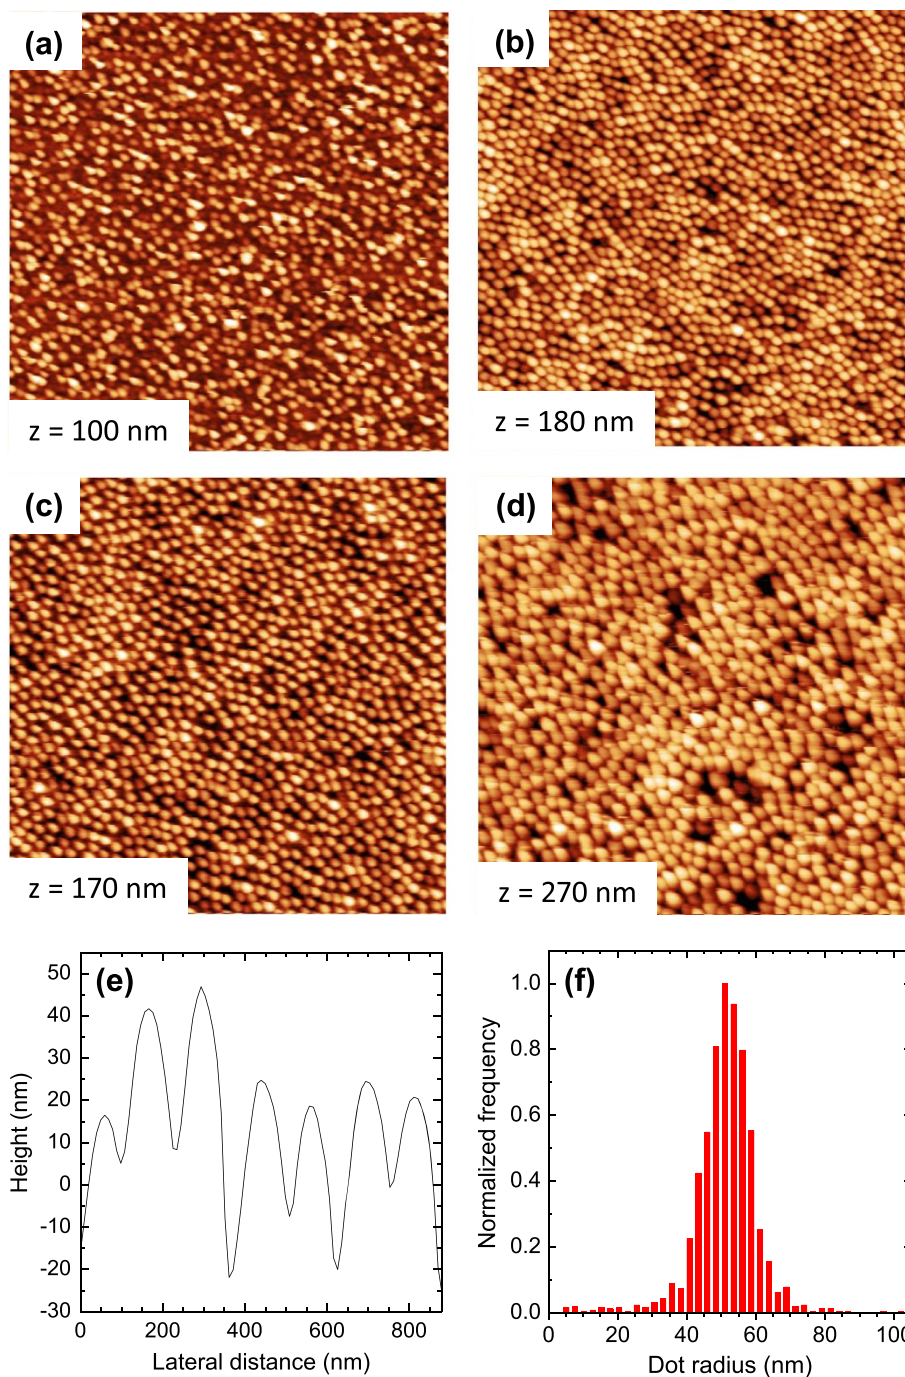 (a)
(b)
z = 100 nm
z = 180 nm
(c)
(d)
z = 170 nm
z = 270 nm
(e)
50
40
30
20
10
0
-10
-20
-30
Height (nm)
0 200 400 600 800
Lateral distance (nm)
(f)
1.0
0.8
0.6
0.4
0.2
0.0
Normalized frequency
0 20 40 60 80 100
Dot radius (nm)